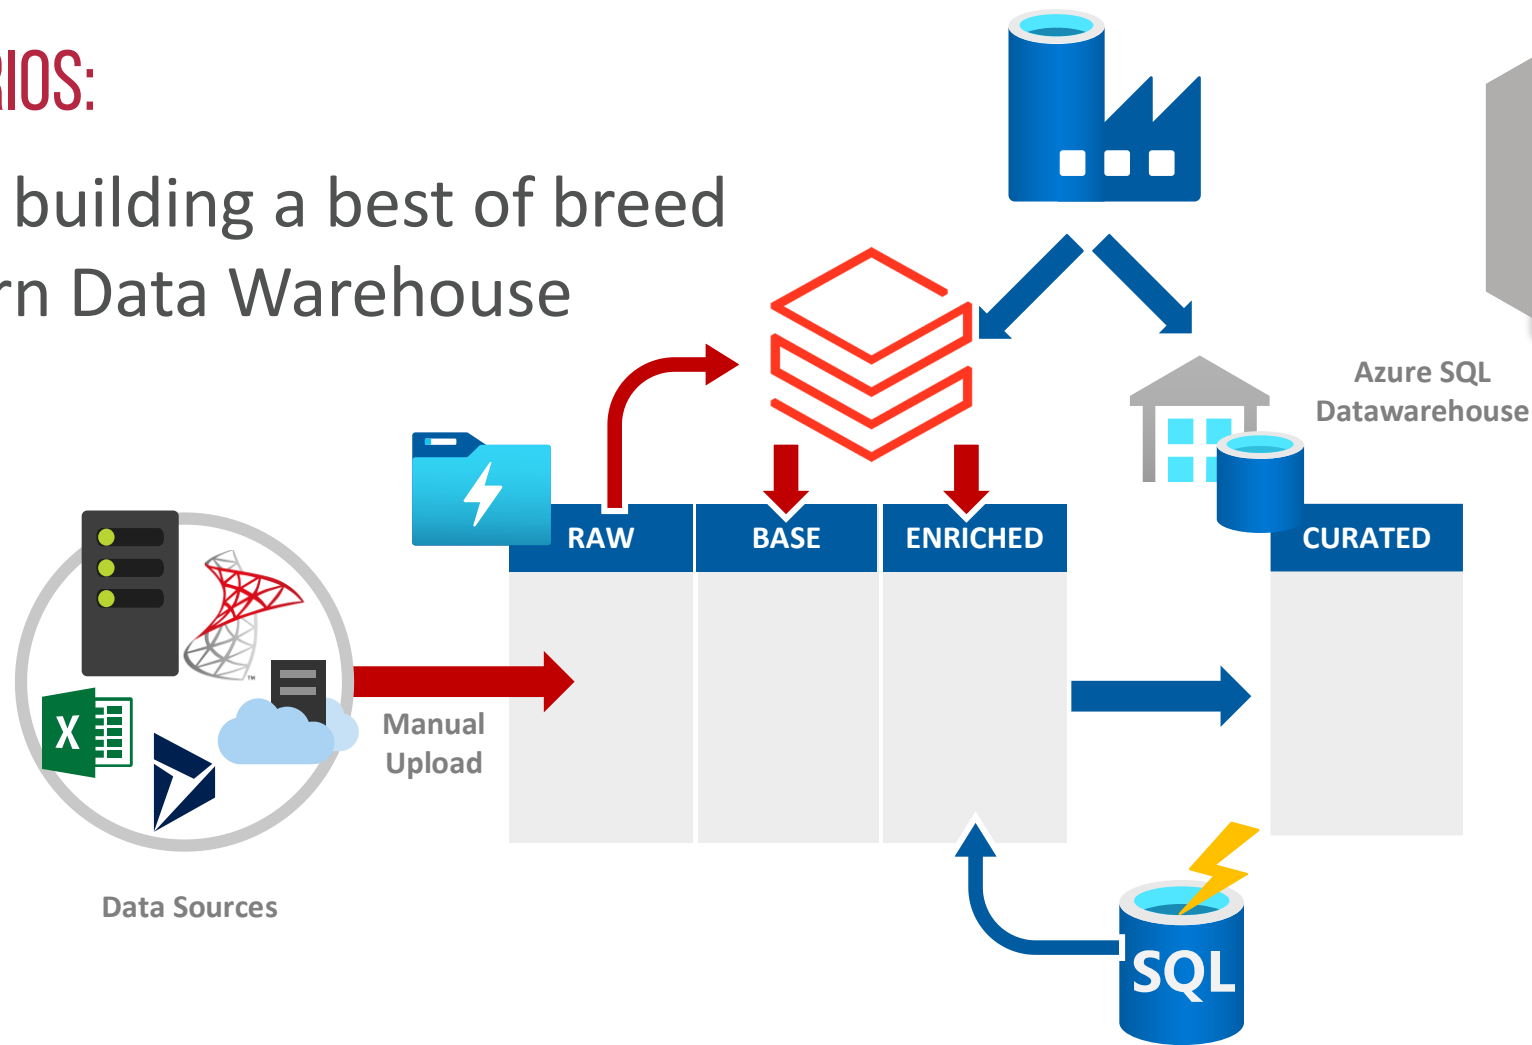 RIOS:
building a best of breed
rn Data Warehouse
Azure SQL
Datawarehouse
RAW
BASE
ENRICHED
CURATED
X
™
Manual
Upload
Data Sources
SQL